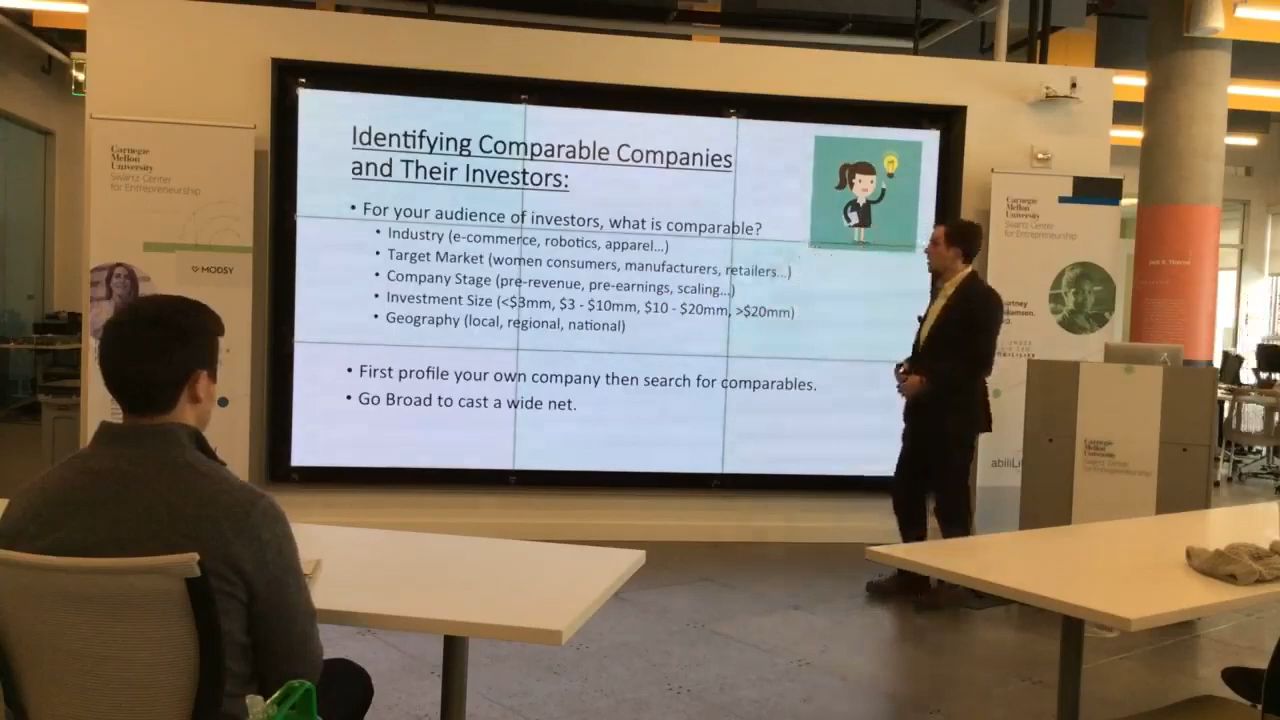 Identifying Comparable Companies
and Their Investors:
• For your audience of investors, what is comparable?
• Industry (e-commerce, robotics, apparel...)
• Target Market (women consumers, manufacturers, retailers...)
• Company Stage (pre-revenue, pre-earnings, scaling...)
• Investment Size (<$3mm, $3 - $10mm, $10 - $20mm, >$20mm)
• Geography (local, regional, national)
• First profile your own company then search for comparables.
• Go Broad to cast a wide net.
Carnegie
Mellon
University
Swartz Center
for Entrepreneurship
MODSY
Carnegie
Mellon
University
Swartz Center
for Entrepreneurship
abiliLi
Carnegie
Mellon
University
Swartz Center
for Entrepreneurship